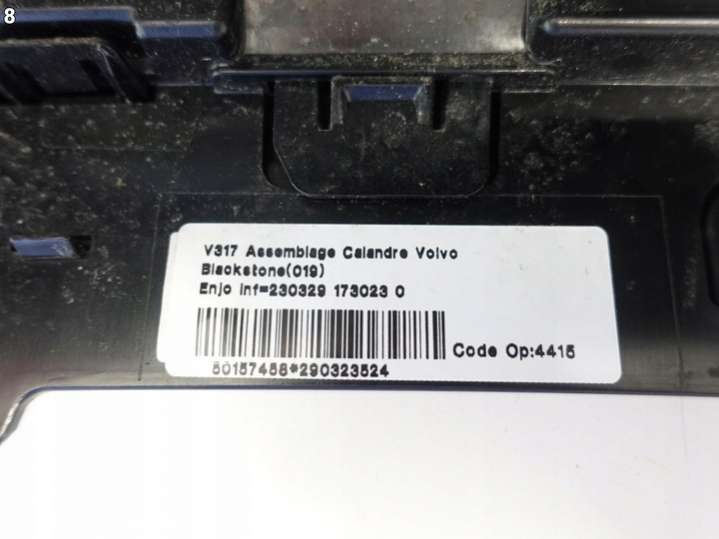 8
V317 Assemblage Calandre Volvo
Blackstone(019)
Enjo inf=230329 173023 0
Code Op:4415
50157458*290323524